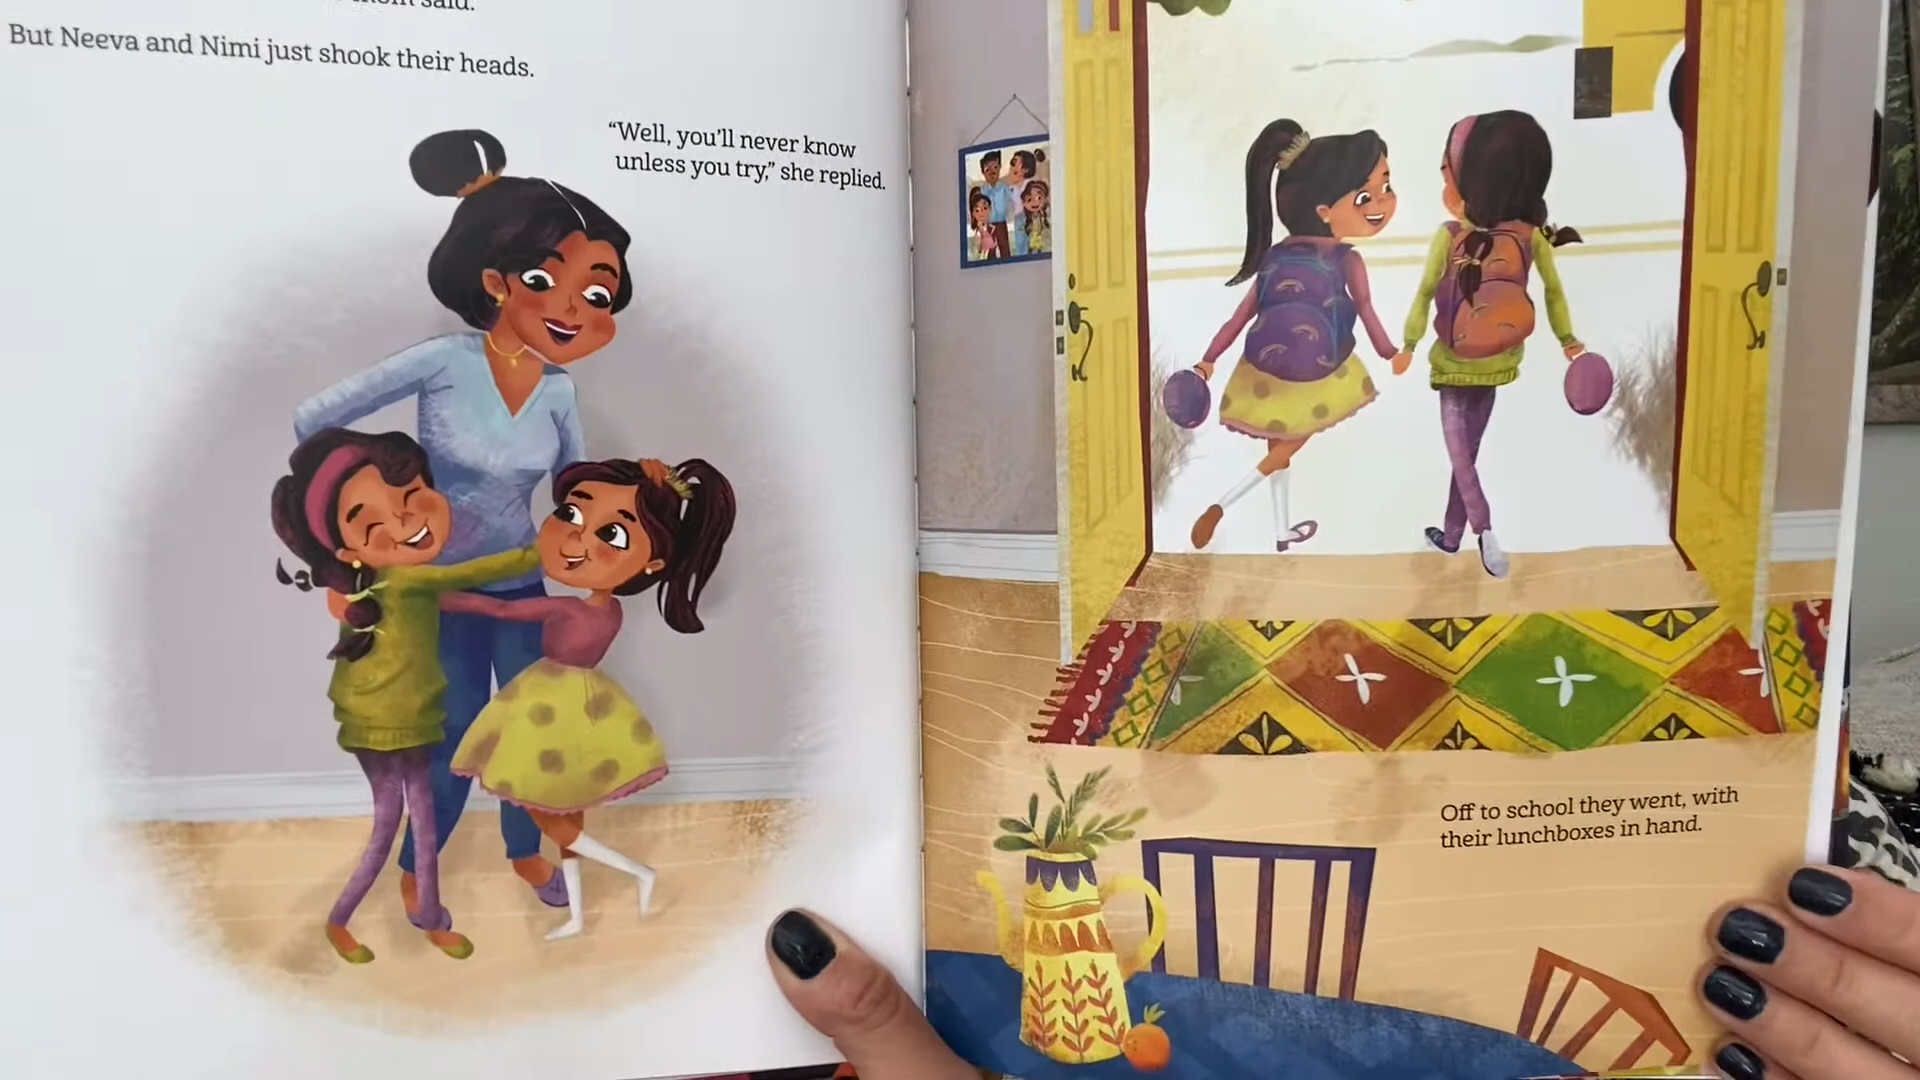 said.
But Neeva and Nimi just shook their heads.
“Well, you’ll never know
unless you try,” she replied.
Off to school they went, with
their lunchboxes in hand.